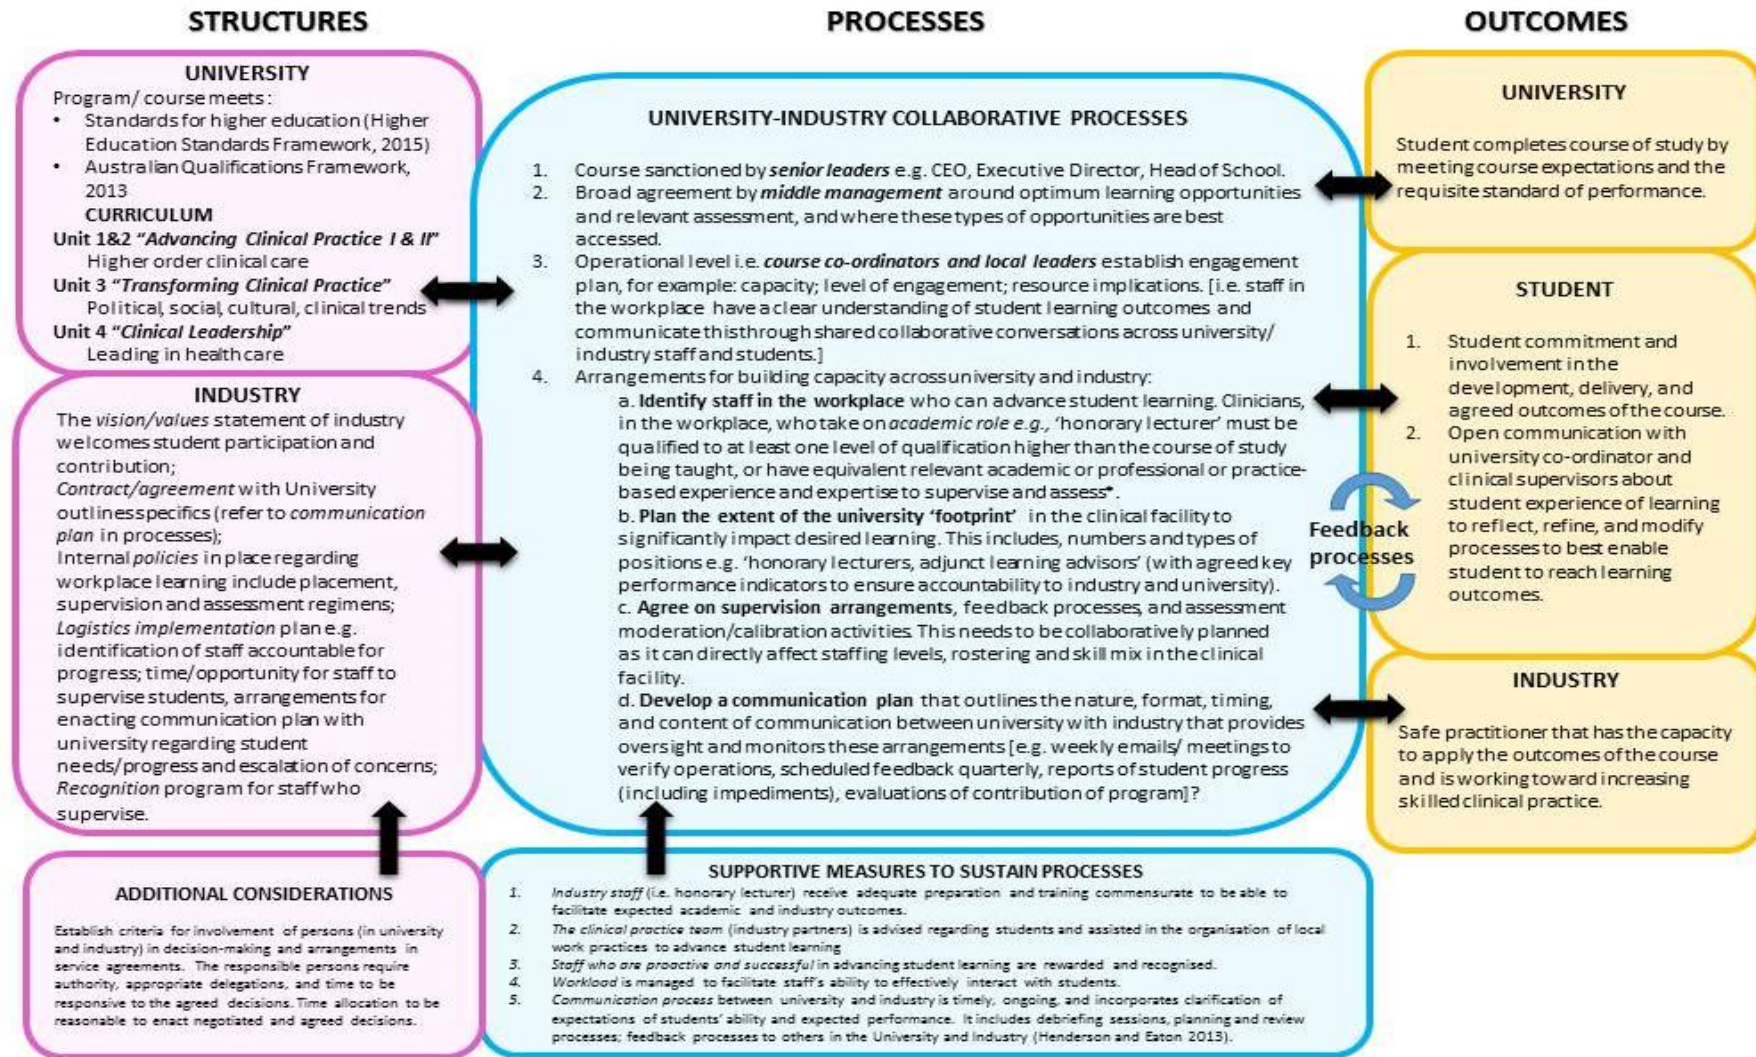 STRUCTURES
PROCESSES
OUTCOMES
UNIVERSITY
Program/ course meets:
• Standards for higher education (Higher
Education Standards Framework, 2015)
• Australian Qualifications Framework,
2013
CURRICULUM
Unit 1&2 “Advancing Clinical Practice I & II”
Higher order clinical care
Unit 3 “Transforming Clinical Practice”
Political, social, cultural, clinical trends
Unit 4 “Clinical Leadership”
Leading in health care
INDUSTRY
The vision/values statement of industry
welcomes student participation and
contribution;
Contract/agreement with University
outlines specifics (refer to communication
plan in processes);
Internal policies in place regarding
workplace learning include placement,
supervision and assessment regimens;
Logistics implementation plan e.g.
identification of staff accountable for
progress; time/opportunity for staff to
supervise students, arrangements for
enacting communication plan with
university regarding student
needs/progress and escalation of concerns;
Recognition program for staff who
supervise.
ADDITIONAL CONSIDERATIONS
Establish criteria for involvement of persons (in university
and industry) in decision-making and arrangements in
service agreements. The responsible persons require
authority, appropriate delegations, and time to be
responsive to the agreed decisions. Time allocation to be
reasonable to enact negotiated and agreed decisions.
UNIVERSITY-INDUSTRY COLLABORATIVE PROCESSES
1. Course sanctioned by senior leaders e.g. CEO, Executive Director, Head of School.
2. Broad agreement by middle management around optimum learning opportunities
and relevant assessment, and where these types of opportunities are best
accessed.
3. Operational level i.e. course co-ordinators and local leaders establish engagement
plan, for example: capacity; level of engagement; resource implications. [i.e. staff in
the workplace have a clear understanding of student learning outcomes and
communicate this through shared collaborative conversations across university/
industry staff and students.]
4. Arrangements for building capacity across university and industry:
a. Identify staff in the workplace who can advance student learning. Clinicians,
in the workplace, who take on academic role e.g., ‘honorary lecturer’ must be
qualified to at least one level of qualification higher than the course of study
being taught, or have equivalent relevant academic or professional or practice-
based experience and expertise to supervise and assess*.
b. Plan the extent of the university ‘footprint’ in the clinical facility to
significantly impact desired learning. This includes, numbers and types of
positions e.g. ‘honorary lecturers, adjunct learning advisors’ (with agreed key
performance indicators to ensure accountability to industry and university).
c. Agree on supervision arrangements, feedback processes, and assessment
moderation/calibration activities. This needs to be collaboratively planned
as it can directly affect staffing levels, rostering and skill mix in the clinical
facility.
d. Develop a communication plan that outlines the nature, format, timing,
and content of communication between university with industry that provides
oversight and monitors these arrangements [e.g. weekly emails/ meetings to
verify operations, scheduled feedback quarterly, reports of student progress
(including impediments), evaluations of contribution of program]?
SUPPORTIVE MEASURES TO SUSTAIN PROCESSES
1. Industry staff (i.e. honorary lecturer) receive adequate preparation and training commensurate to be able to
facilitate expected academic and industry outcomes.
2. The clinical practice team (industry partners) is advised regarding students and assisted in the organisation of local
work practices to advance student learning
3. Staff who are proactive and successful in advancing student learning are rewarded and recognised.
4. Workload is managed to facilitate staff’s ability to effectively interact with students.
5. Communication process between university and industry is timely, ongoing, and incorporates clarification of
expectations of students’ ability and expected performance. It includes debriefing sessions, planning and review
processes; feedback processes to others in the University and Industry (Henderson and Eaton 2013).
Feedback
processes
UNIVERSITY
Student completes course of study by
meeting course expectations and the
requisite standard of performance.
STUDENT
1. Student commitment and
involvement in the
development, delivery, and
agreed outcomes of the course.
2. Open communication with
university co-ordinator and
clinical supervisors about
student experience of learning
to reflect, refine, and modify
processes to best enable
student to reach learning
outcomes.
INDUSTRY
Safe practitioner that has the capacity
to apply the outcomes of the course
and is working toward increasing
skilled clinical practice.